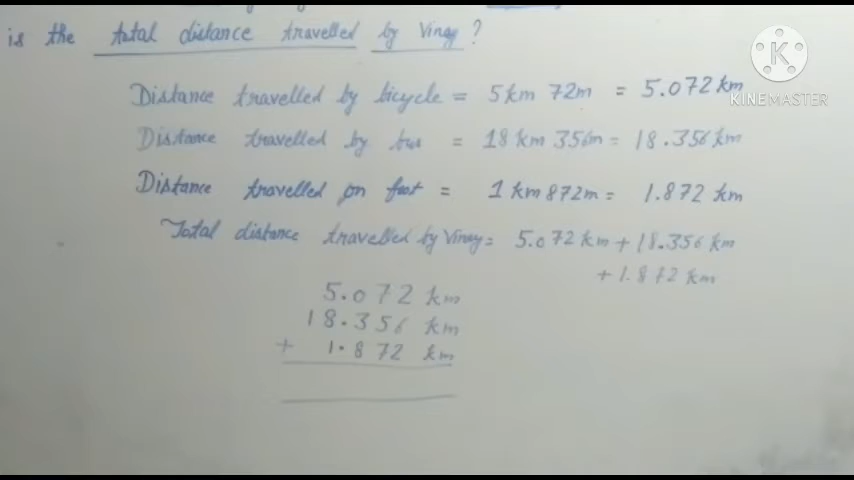 is the total distance travelled by Vinay?
KINEMASTER
Distance travelled by bicycle = 5 km 72m = 5.072 km
Distance travelled by bus = 18 km 356m = 18.356 km
Distance travelled on foot = 1 km 872m = 1.872 km
Total distance travelled by Vinay = 5.072 km + 18.356 km
+ 1.872 km
5.072 km
18.356 km
+ 1.872 km